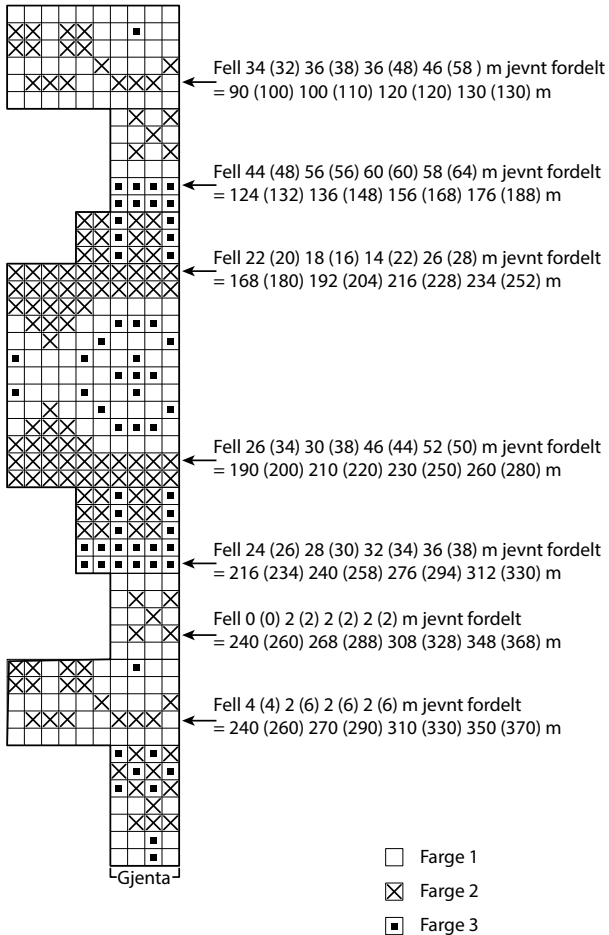 Fell 34 (32) 36 (38) 36 (48) 46 (58 ) m jevnt fordelt
= 90 (100) 100 (110) 120 (120) 130 (130) m
Fell 44 (48) 56 (56) 60 (60) 58 (64) m jevnt fordelt
= 124 (132) 136 (148) 156 (168) 176 (188) m
Fell 22 (20) 18 (16) 14 (22) 26 (28) m jevnt fordelt
= 168 (180) 192 (204) 216 (228) 234 (252) m
Fell 26 (34) 30 (38) 46 (44) 52 (50) m jevnt fordelt
= 190 (200) 210 (220) 230 (250) 260 (280) m
Fell 24 (26) 28 (30) 32 (34) 36 (38) m jevnt fordelt
= 216 (234) 240 (258) 276 (294) 312 (330) m
Fell 0 (0) 2 (2) 2 (2) 2 (2) m jevnt fordelt
= 240 (260) 268 (288) 308 (328) 348 (368) m
Fell 4 (4) 2 (6) 2 (6) 2 (6) m jevnt fordelt
= 240 (260) 270 (290) 310 (330) 350 (370) m
Gjenta
Farge 1
Farge 2
Farge 3